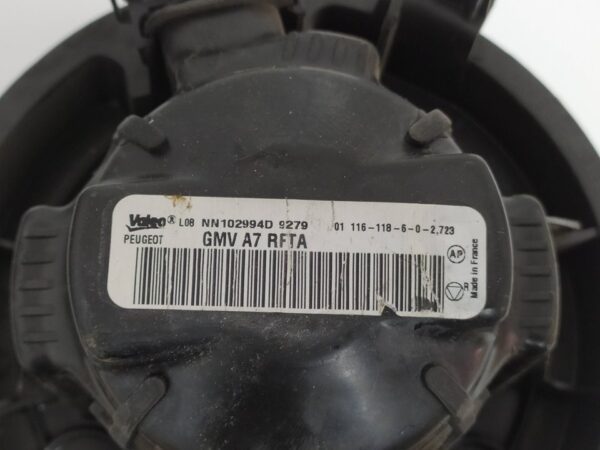 Valeo® L08 NN102994D 9279 01 116-118-6-0-2,723
PEUGEOT GMV A7 RFTA
AP
Made in France
R